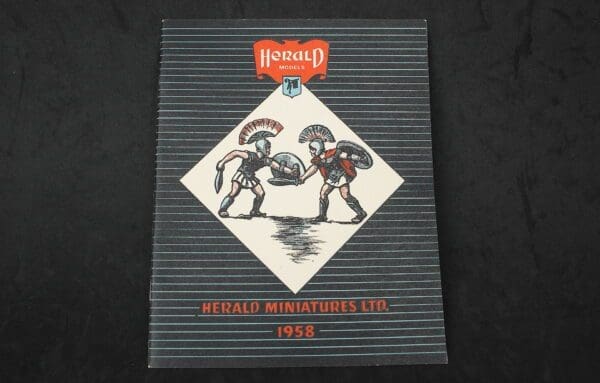 HERALD
MODELS
HERALD MINIATURES LTD.
1958